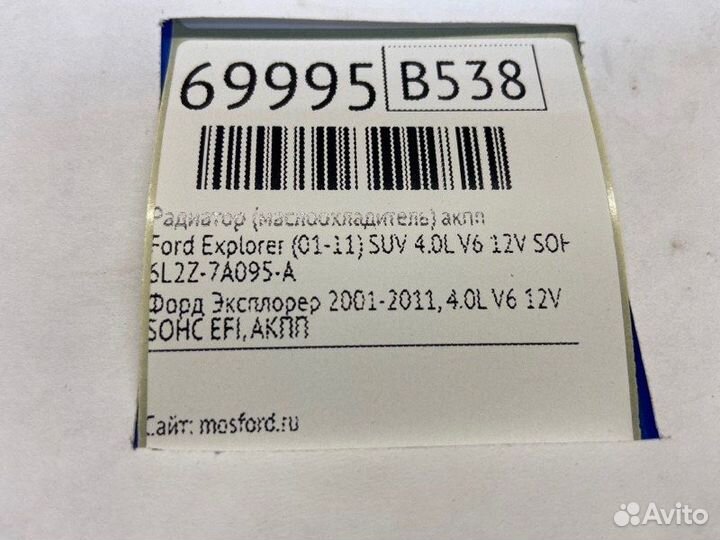 69995 B538
Радиатор (маслоохладитель) акпп
Ford Explorer (01-11) SUV 4.0L V6 12V SOH
6L2Z-7A095-A
Форд Эксплорер 2001-2011, 4.0L V6 12V
SOHC EFI, АКПП
Сайт: mosford.ru
Avito